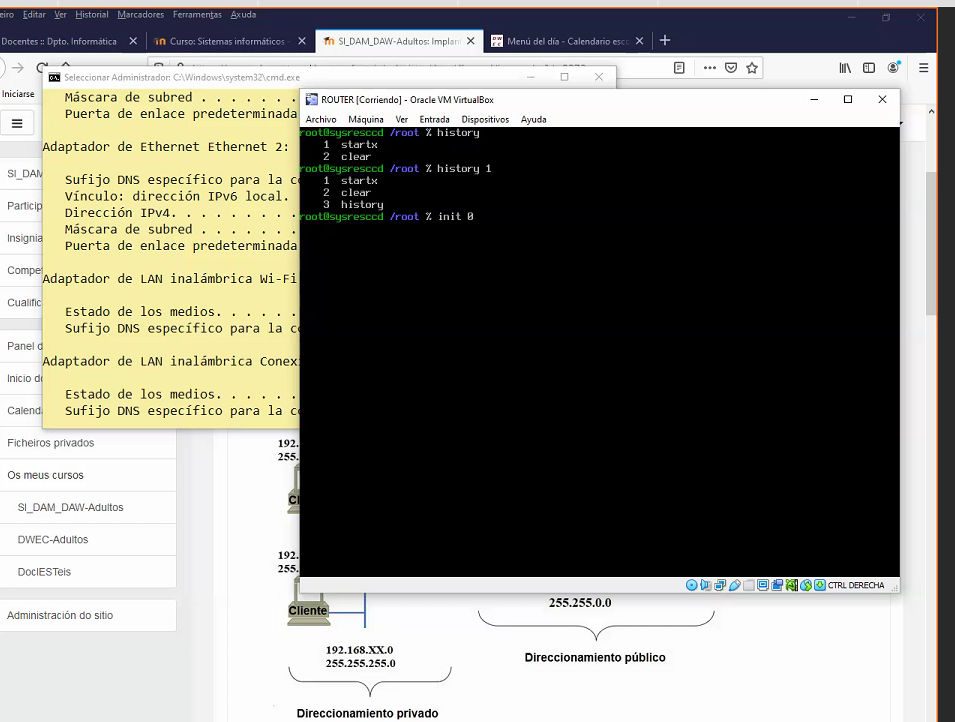 Editar Ver Historial Marcadores Ferramentas Axuda
Docentes :: Dpto. Informática
Curso: Sistemas informáticos -
SI_DAM_DAW-Adultos: Implan
Menú del día - Calendario esco
Iniciarse
Seleccionar Administrador: C:\Windows\system32\cmd.exe
Máscara de subred . . . . . . . .
Puerta de enlace predeterminada
Adaptador de Ethernet Ethernet 2:
Sufijo DNS específico para la co
Vínculo: dirección IPv6 local. .
Dirección IPv4. . . . . . . . .
Máscara de subred . . . . . . . .
Puerta de enlace predeterminada
Adaptador de LAN inalámbrica Wi-Fi
Estado de los medios. . . . . . .
Sufijo DNS específico para la co
Adaptador de LAN inalámbrica Conex
Estado de los medios. . . . . . .
Sufijo DNS específico para la co
ROUTER [Corriendo] - Oracle VM VirtualBox
Archivo Máquina Ver Entrada Dispositivos Ayuda
root@sysresccd /root % history
1 startx
2 clear
root@sysresccd /root % history 1
1 startx
2 clear
3 history
root@sysresccd /root % init 0
CTRL DERECHA
SI_DAM
Particip
Insignia
Compe
Cualific
Panel d
Inicio do
Calenda
Ficheiros privados
Os meus cursos
SI_DAM_DAW-Adultos
DWEC-Adultos
DocIESTeis
Administración do sitio
192.
255.
Cl
192.
255.
Cliente
192.168.XX.0
255.255.255.0
Direccionamiento privado
255.255.0.0
Direccionamiento público